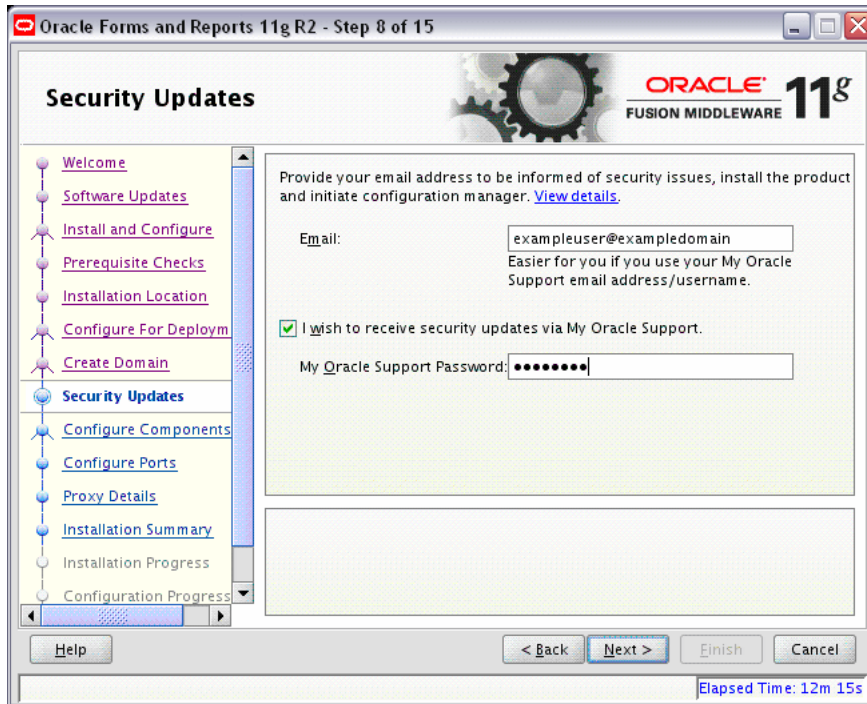 Oracle Forms and Reports 11g R2 - Step 8 of 15
Security Updates
ORACLE
FUSION MIDDLEWARE
11g
Welcome
Software Updates
Install and Configure
Prerequisite Checks
Installation Location
Configure For Deploym
Create Domain
Security Updates
Configure Components
Configure Ports
Proxy Details
Installation Summary
Installation Progress
Configuration Progress
Provide your email address to be informed of security issues, install the product
and initiate configuration manager. View details.
Email:
exampleuser@exampledomain
Easier for you if you use your My Oracle
Support email address/username.
I wish to receive security updates via My Oracle Support.
My Oracle Support Password:
●●●●●●●●
Help
< Back
Next >
Finish
Cancel
Elapsed Time: 12m 15s